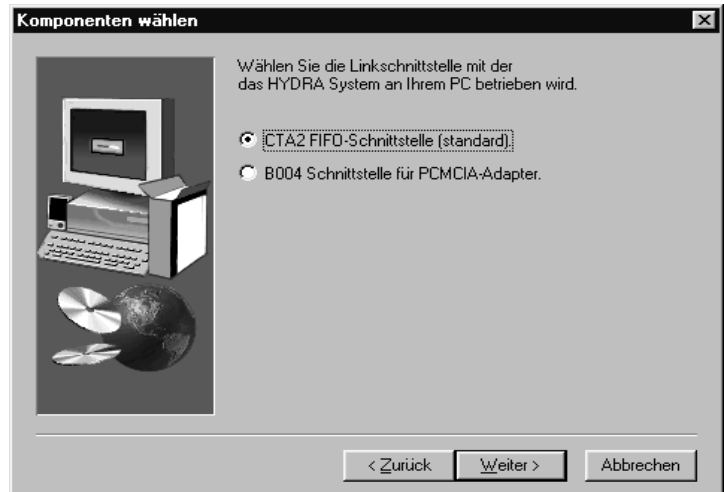 Komponenten wählen
Wählen Sie die Linkschnittstelle mit der
das HYDRA System an Ihrem PC betrieben wird.
CTA2 FIFO-Schnittstelle (standard).
B004 Schnittstelle für PCMCIA-Adapter.
< Zurück
Weiter >
Abbrechen